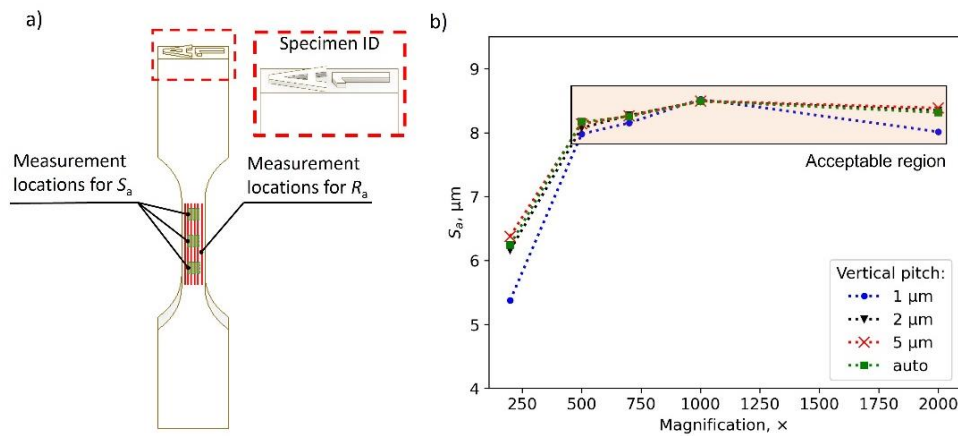 a)
Specimen ID
Measurement
locations for Sa
Measurement
locations for Ra
b)
9
8
7
6
5
4
Sa, μm
Acceptable region
Vertical pitch:
1 μm
2 μm
5 μm
auto
250 500 750 1000 1250 1500 1750 2000
Magnification, ×